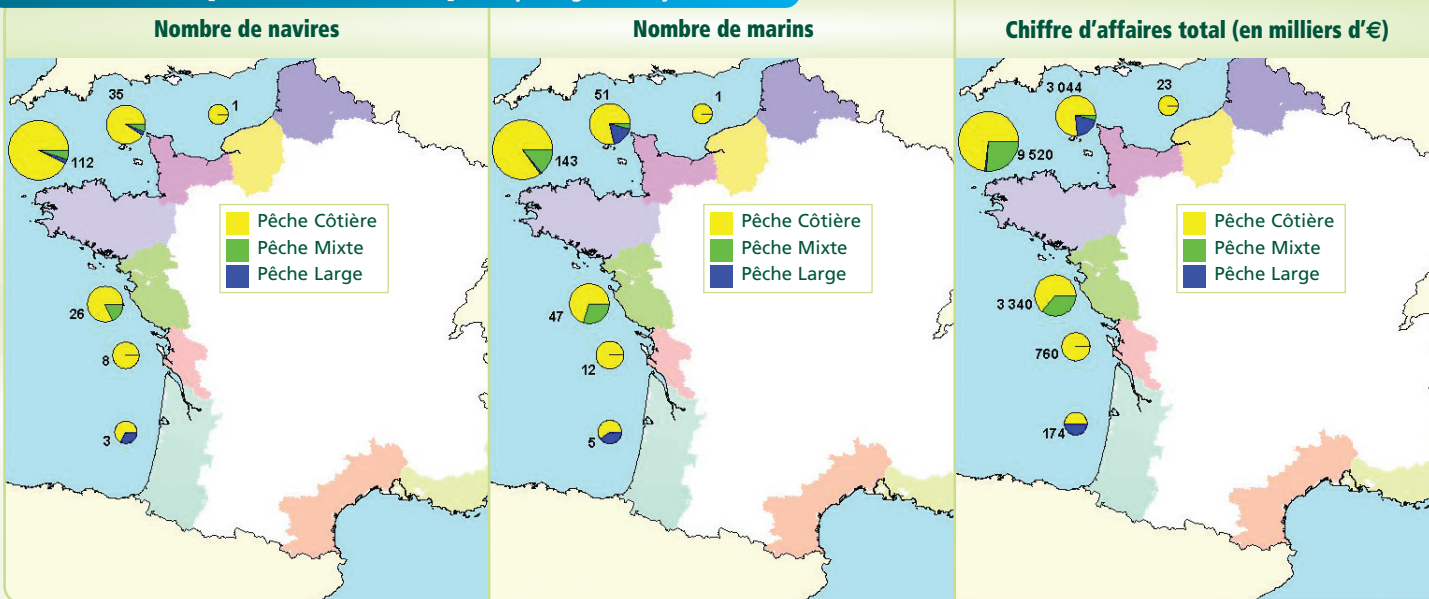 Nombre de navires
35
1
112
Pêche Côtière
Pêche Mixte
Pêche Large
26
8
3
Nombre de marins
51
1
143
Pêche Côtière
Pêche Mixte
Pêche Large
47
12
5
Chiffre d'affaires total (en milliers d'€)
3 044
23
9 520
Pêche Côtière
Pêche Mixte
Pêche Large
3 340
760
174